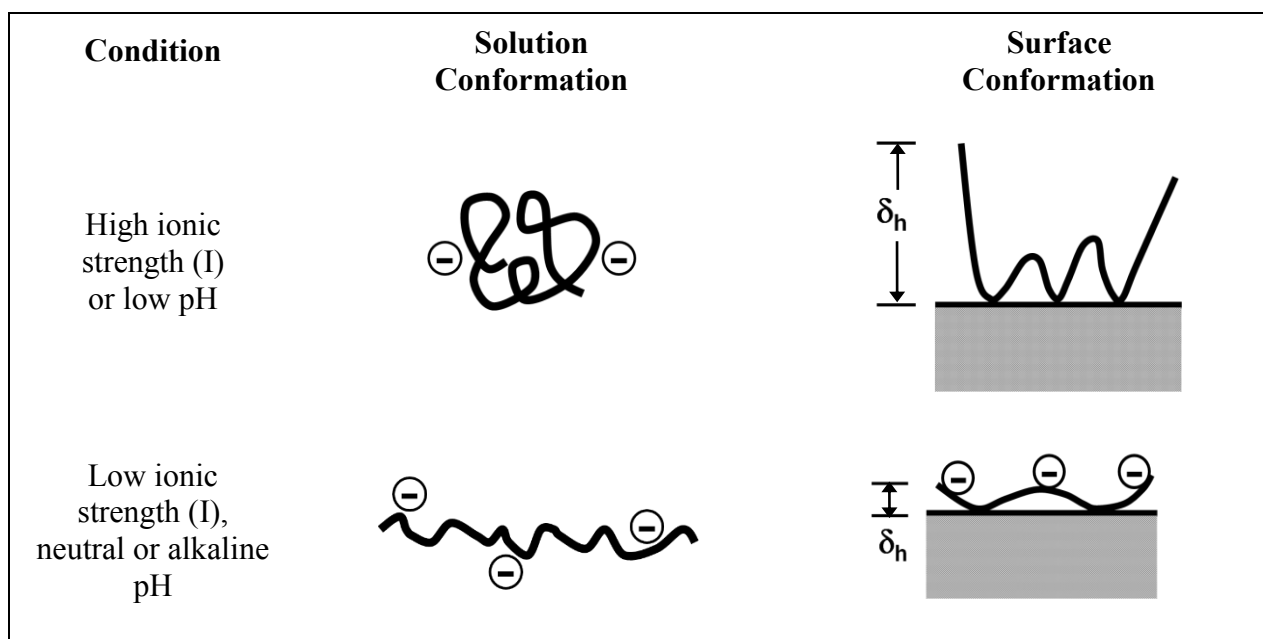 Condition
Solution
Conformation
Surface
Conformation
High ionic
strength (I)
or low pH
−
−
δh
Low ionic
strength (I),
neutral or alkaline
pH
−
−
−
−
−
−
δh